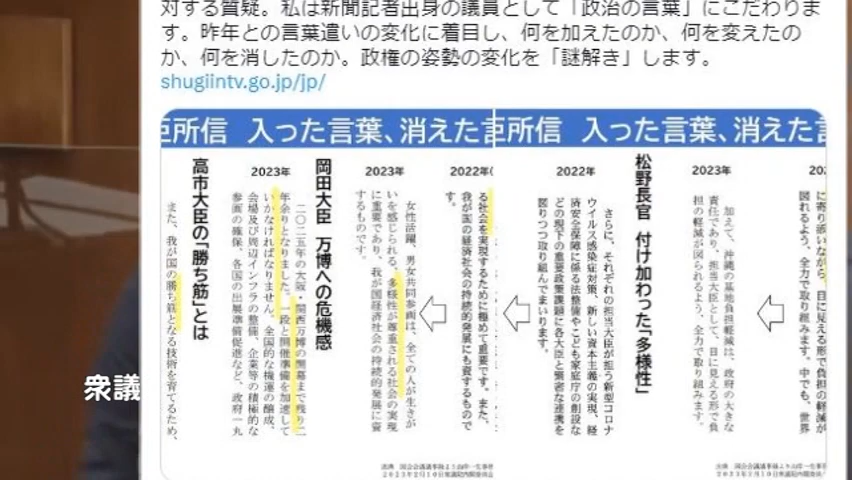 対する質疑。私は新聞記者出身の議員として「政治の言葉」にこだわりま
す。昨年との言葉遣いの変化に着目し、何を加えたのか、何を変えたの
か、何を消したのか。政権の姿勢の変化を「謎解き」します。
shugiintv.go.jp/jp/
臣所信 入った言葉、消えた言
2022年(
る社会を実現するために極めて重要です。また、
我が国の経済社会の持続的発展にも資するもので
す。
2023年
女性活躍、男女共同参画は、全ての人が生きが
いを感じられる、多様性が尊重される社会の実現
に重要であり、我が国経済社会の持続的発展に資
するものです。
岡田大臣 万博への危機感
2023年
二〇二五年の大阪・関西万博の開幕まで残り二
年余りとなりました。一段と開催準備を加速して
いかなければなりません。全国的な機運の醸成、
会場及び周辺インフラの整備、企業等の積極的な
参画の確保、各国の出展準備促進など、政府一丸
高市大臣の「勝ち筋」とは
また、我が国の勝ち筋となる技術を育てるため、
臣所信 入った言葉、消えた言
202
に寄り添いながら、目に見える形で負担の軽減が
図れるよう、全力で取り組みます。中でも、世界
2023年
加えて、沖縄の基地負担軽減は、政府の大きな
責任であり、担当大臣として、目に見える形で負
担の軽減が図られるよう、全力で取り組みます。
松野長官 付け加わった「多様性」
2022年
さらに、それぞれの担当大臣が担う新型コロナ
ウイルス感染症対策、新しい資本主義の実現、経
済安全保障に係る法整備やこども家庭庁の創設な
どの現下の重要政策課題に各大臣と緊密な連携を
図りつつ取り組んでまいります。
衆議